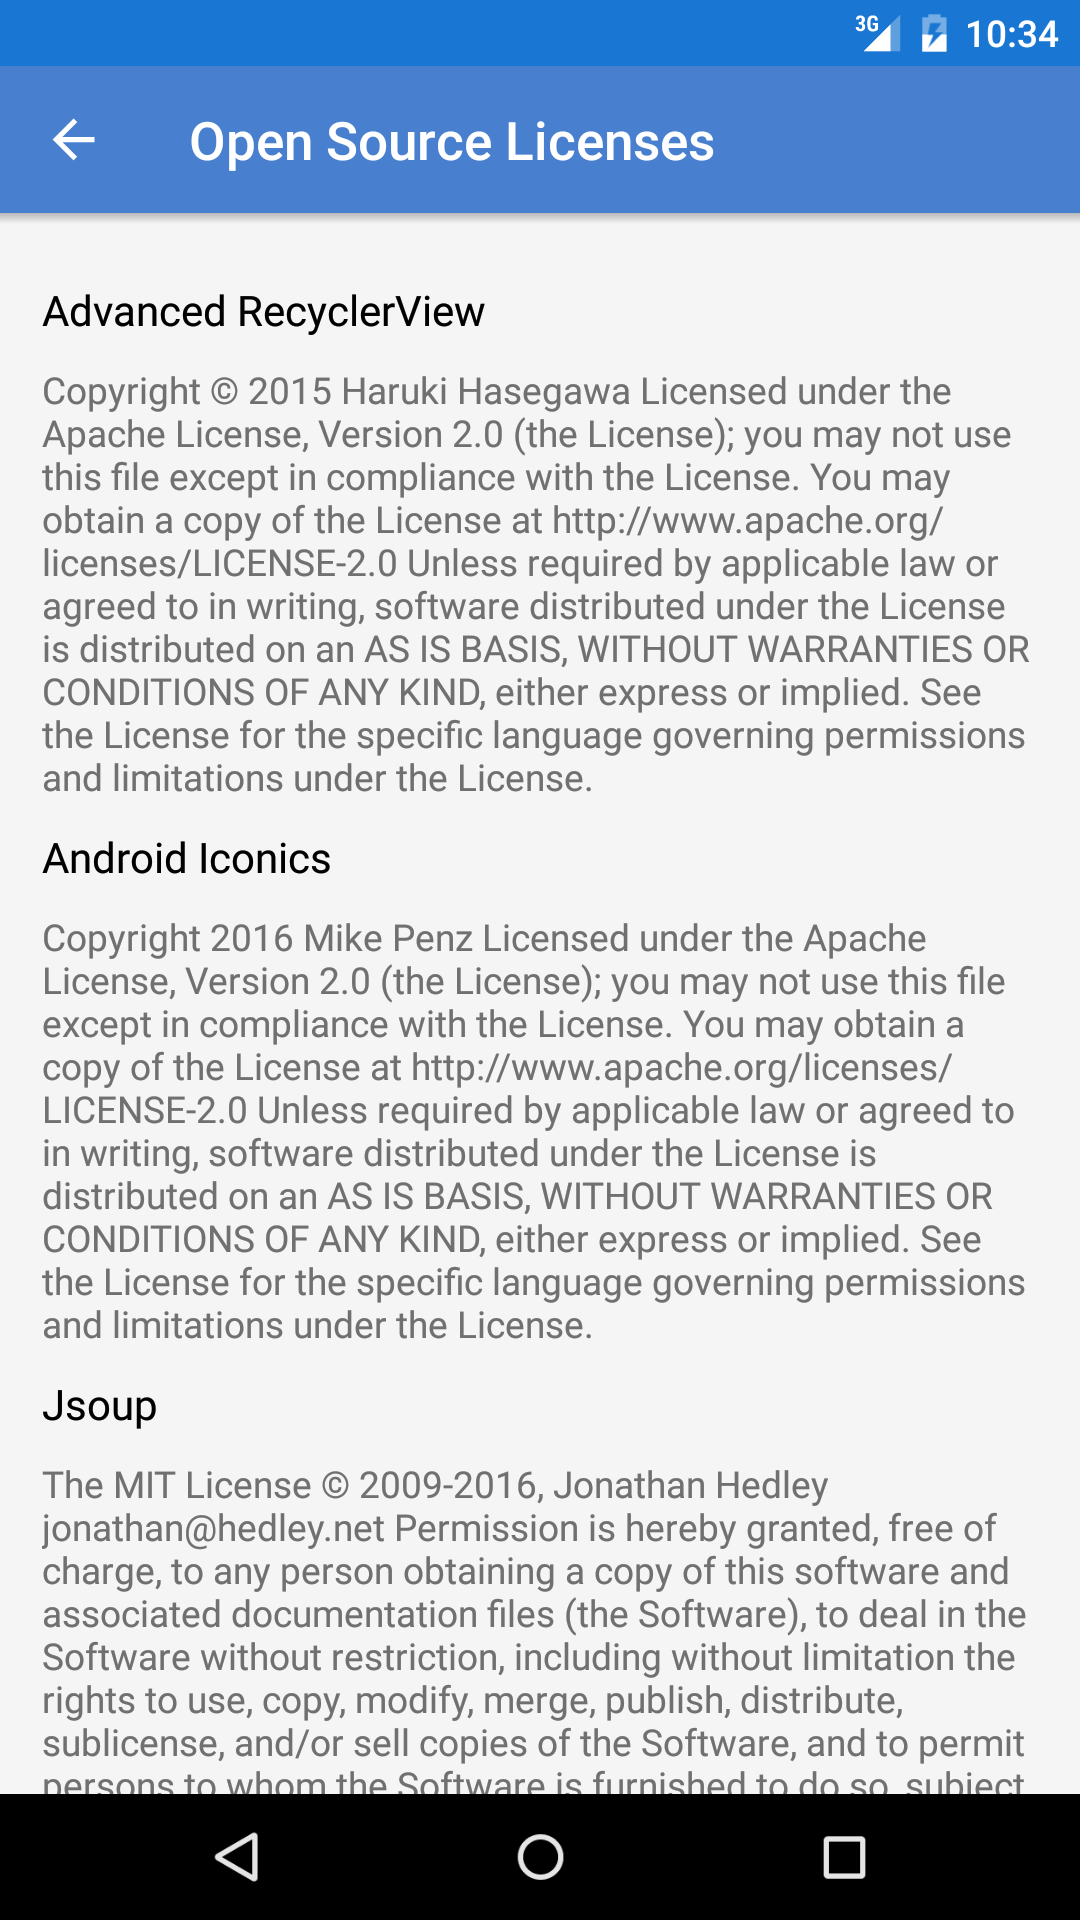 3G 10:34
Open Source Licenses
Advanced RecyclerView
Copyright © 2015 Haruki Hasegawa Licensed under the
Apache License, Version 2.0 (the License); you may not use
this file except in compliance with the License. You may
obtain a copy of the License at http://www.apache.org/
licenses/LICENSE-2.0 Unless required by applicable law or
agreed to in writing, software distributed under the License
is distributed on an AS IS BASIS, WITHOUT WARRANTIES OR
CONDITIONS OF ANY KIND, either express or implied. See
the License for the specific language governing permissions
and limitations under the License.
Android Iconics
Copyright 2016 Mike Penz Licensed under the Apache
License, Version 2.0 (the License); you may not use this file
except in compliance with the License. You may obtain a
copy of the License at http://www.apache.org/licenses/
LICENSE-2.0 Unless required by applicable law or agreed to
in writing, software distributed under the License is
distributed on an AS IS BASIS, WITHOUT WARRANTIES OR
CONDITIONS OF ANY KIND, either express or implied. See
the License for the specific language governing permissions
and limitations under the License.
Jsoup
The MIT License © 2009-2016, Jonathan Hedley
jonathan@hedley.net Permission is hereby granted, free of
charge, to any person obtaining a copy of this software and
associated documentation files (the Software), to deal in the
Software without restriction, including without limitation the
rights to use, copy, modify, merge, publish, distribute,
sublicense, and/or sell copies of the Software, and to permit
persons to whom the Software is furnished to do so, subject